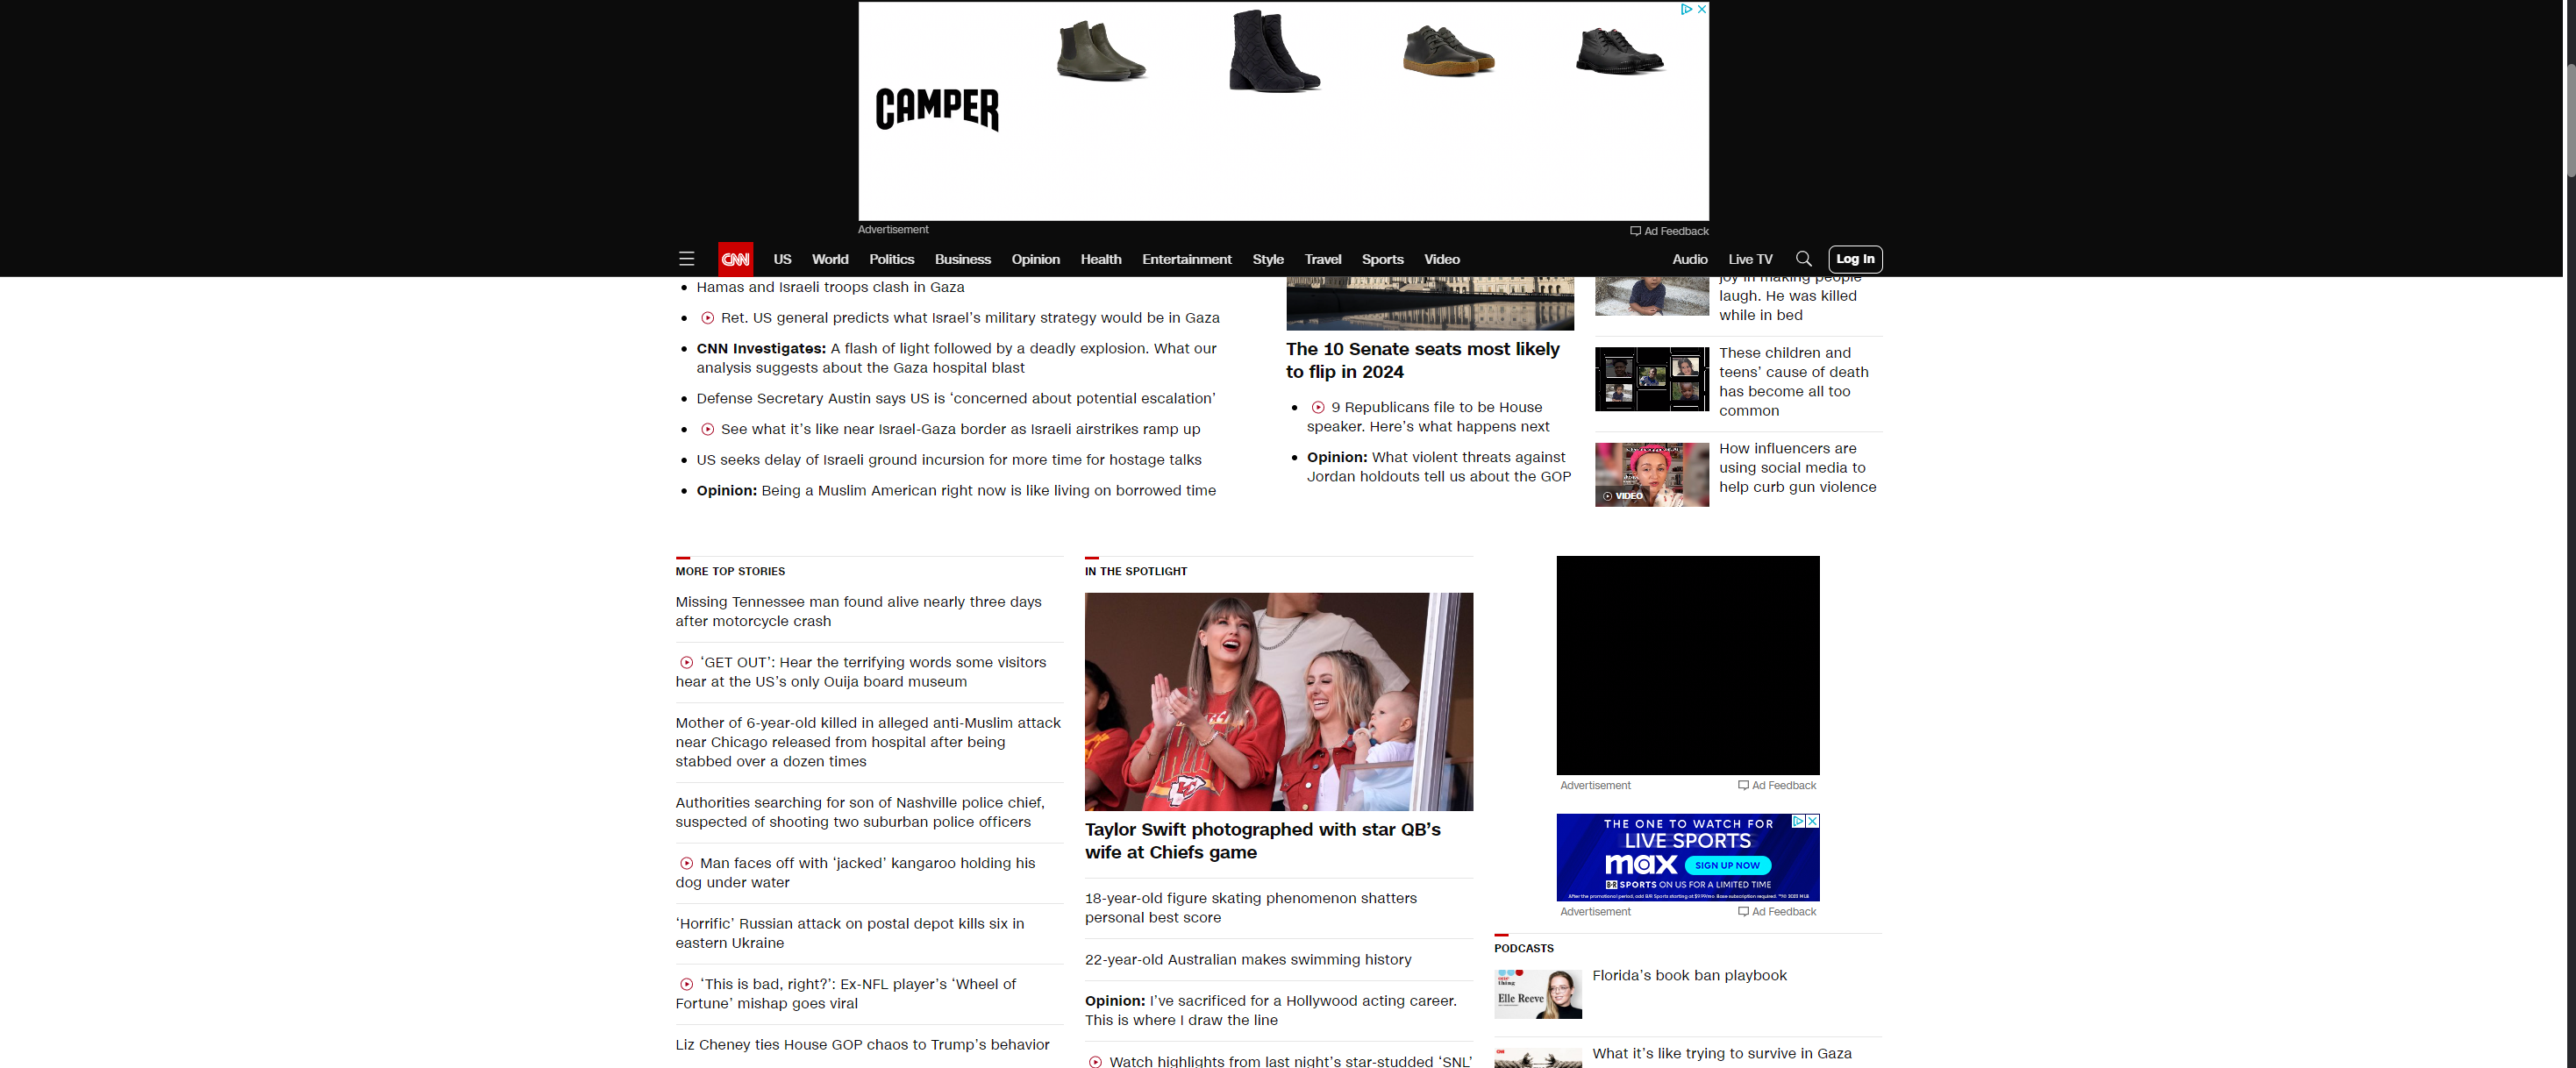 CAMPER
Advertisement
Ad Feedback
CNN
US
World
Politics
Business
Opinion
Health
Entertainment
Style
Travel
Sports
Video
Audio
Live TV
Log In
Hamas and Israeli troops clash in Gaza
Ret. US general predicts what Israel’s military strategy would be in Gaza
CNN Investigates: A flash of light followed by a deadly explosion. What our
analysis suggests about the Gaza hospital blast
Defense Secretary Austin says US is ‘concerned about potential escalation’
See what it’s like near Israel-Gaza border as Israeli airstrikes ramp up
US seeks delay of Israeli ground incursion for more time for hostage talks
Opinion: Being a Muslim American right now is like living on borrowed time
The 10 Senate seats most likely
to flip in 2024
9 Republicans file to be House
speaker. Here’s what happens next
Opinion: What violent threats against
Jordan holdouts tell us about the GOP
joy in making people
laugh. He was killed
while in bed
These children and
teens’ cause of death
has become all too
common
VIDEO
How influencers are
using social media to
help curb gun violence
MORE TOP STORIES
Missing Tennessee man found alive nearly three days
after motorcycle crash
‘GET OUT’: Hear the terrifying words some visitors
hear at the US’s only Ouija board museum
Mother of 6-year-old killed in alleged anti-Muslim attack
near Chicago released from hospital after being
stabbed over a dozen times
Authorities searching for son of Nashville police chief,
suspected of shooting two suburban police officers
Man faces off with ‘jacked’ kangaroo holding his
dog under water
‘Horrific’ Russian attack on postal depot kills six in
eastern Ukraine
‘This is bad, right?’: Ex-NFL player’s ‘Wheel of
Fortune’ mishap goes viral
Liz Cheney ties House GOP chaos to Trump’s behavior
IN THE SPOTLIGHT
Taylor Swift photographed with star QB’s
wife at Chiefs game
18-year-old figure skating phenomenon shatters
personal best score
22-year-old Australian makes swimming history
Opinion: I’ve sacrificed for a Hollywood acting career.
This is where I draw the line
Watch highlights from last night’s star-studded ‘SNL’
Advertisement
Ad Feedback
THE ONE TO WATCH FOR
LIVE SPORTS
max
SIGN UP NOW
B/R SPORTS ON US FOR A LIMITED TIME
Advertisement
Ad Feedback
PODCASTS
thing
Elle Reeve
Florida’s book ban playbook
What it’s like trying to survive in Gaza